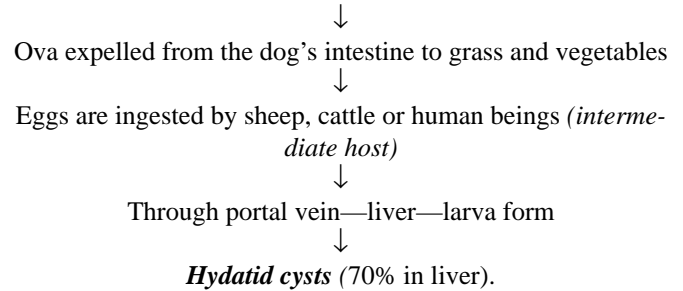 ↓
Ova expelled from the dog’s intestine to grass and vegetables
↓
Eggs are ingested by sheep, cattle or human beings (interme-
diate host)
↓
Through portal vein—liver—larva form
↓
Hydatid cysts (70% in liver).